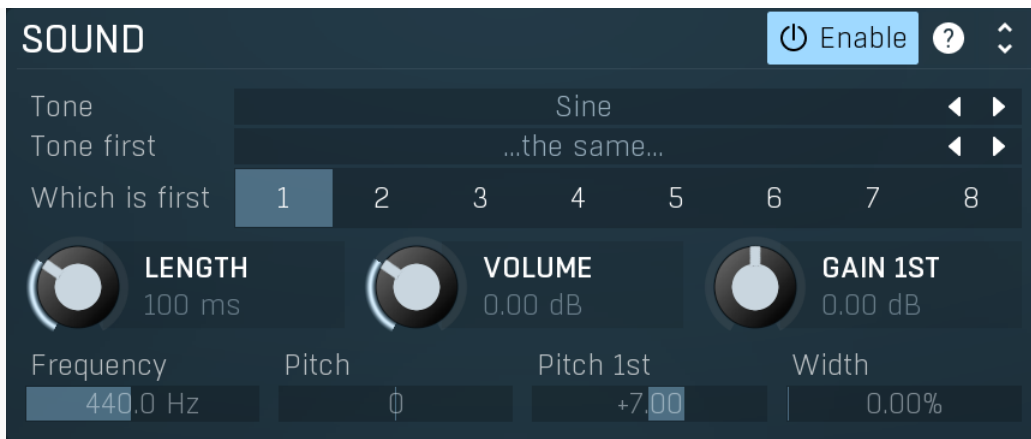 SOUND Enable ?
Tone Sine
Tone first ...the same...
Which is first 1 2 3 4 5 6 7 8
LENGTH VOLUME GAIN 1ST
100 ms 0.00 dB 0.00 dB
Frequency Pitch Pitch 1st Width
440.0 Hz 0 +7.00 0.00%